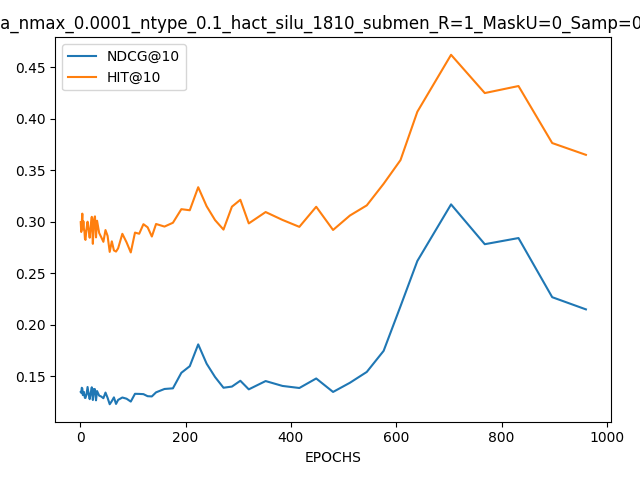 a_nmax_0.0001_ntype_0.1_hact_silu_1810_submen_R=1_MaskU=0_Samp=0
NDCG@10
HIT@10
0.45
0.40
0.35
0.30
0.25
0.20
0.15
0 200 400 600 800 1000
EPOCHS